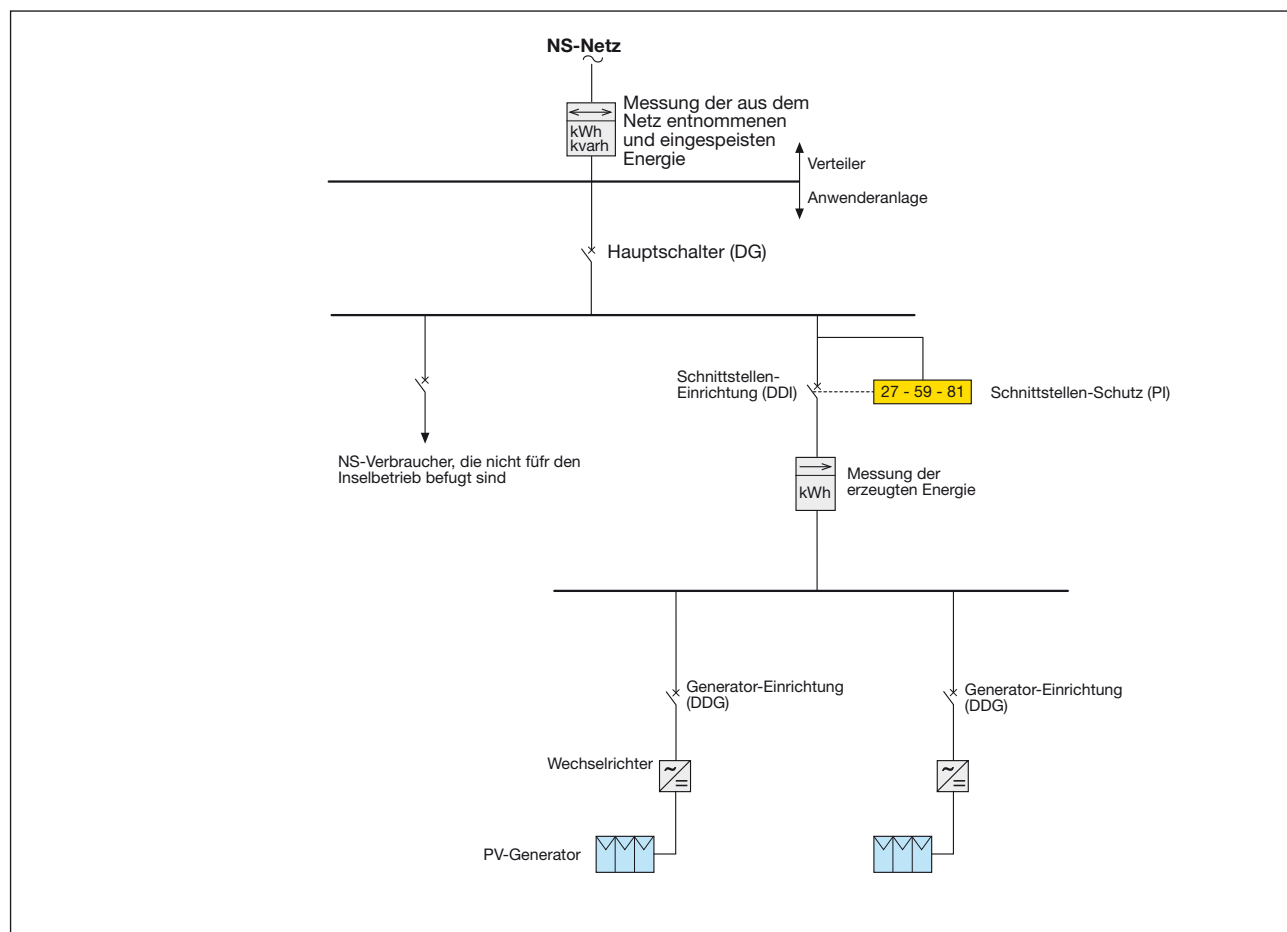 NS-Netz
kWh
kvarh
Messung der aus dem
Netz entnommenen
und eingespeisten
Energie
Verteiler
Anwenderanlage
Hauptschalter (DG)
Schnittstellen-
Einrichtung (DDI)
27 - 59 - 81
Schnittstellen-Schutz (PI)
NS-Verbraucher, die nicht füfr den
Inselbetrieb befugt sind
kWh
Messung der
erzeugten Energie
Generator-Einrichtung
(DDG)
Generator-Einrichtung
(DDG)
Wechselrichter
PV-Generator